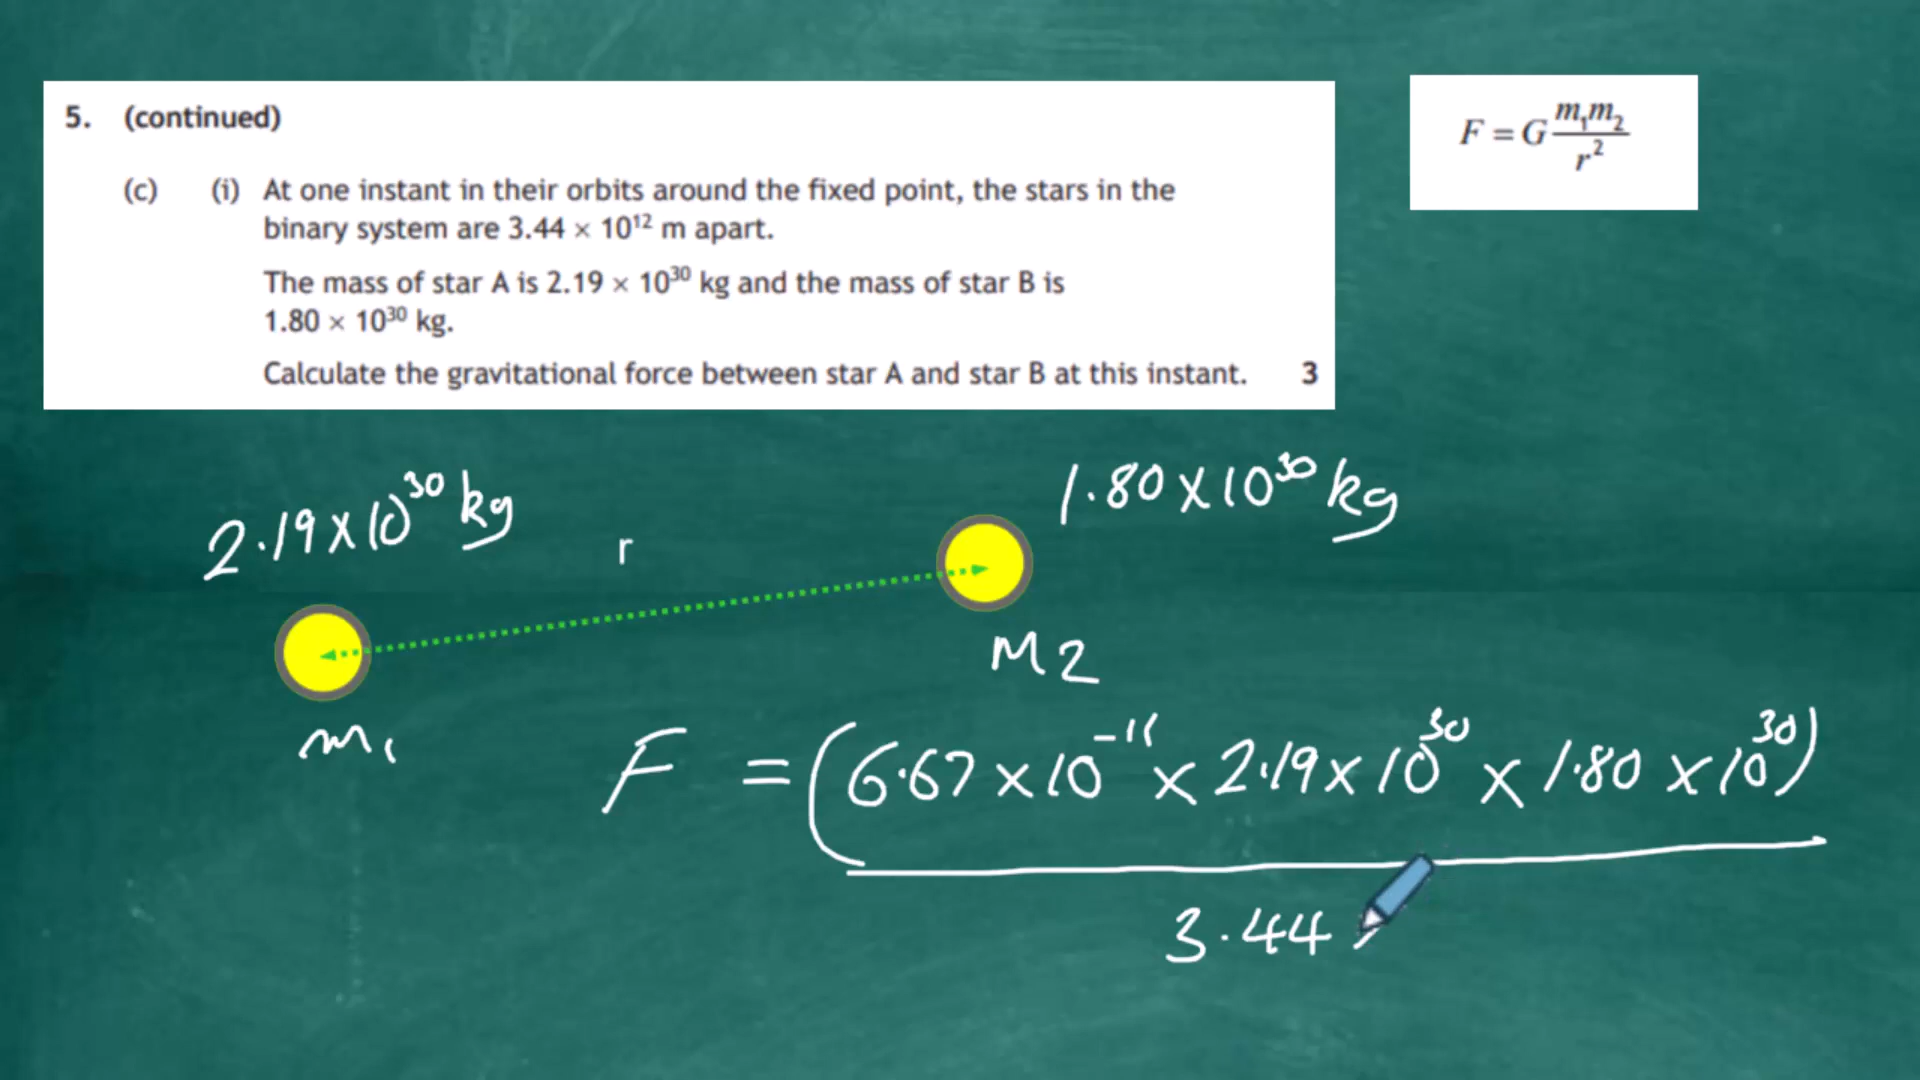 5. (continued)
F = G m₁m₂ / r²
(c) (i) At one instant in their orbits around the fixed point, the stars in the
binary system are 3.44 × 10¹² m apart.
The mass of star A is 2.19 × 10³⁰ kg and the mass of star B is
1.80 × 10³⁰ kg.
Calculate the gravitational force between star A and star B at this instant. 3
2.19 × 10³⁰ kg
r
1.80 × 10³⁰ kg
M2
m₁
F = (6.67 × 10⁻¹¹ × 2.19 × 10³⁰ × 1.80 × 10³⁰)
3.44